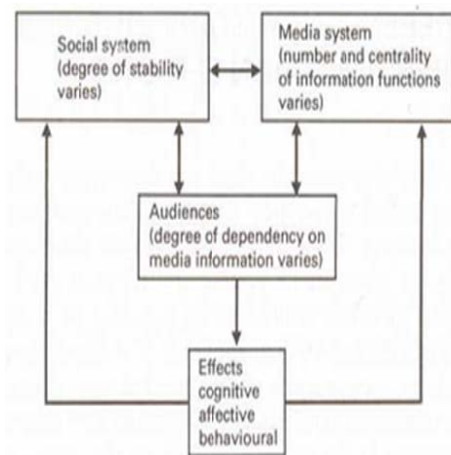 Social system
(degree of stability
varies)
Media system
(number and centrality
of information functions
varies)
Audiences
(degree of dependency on
media information varies)
Effects
cognitive
affective
behavioural